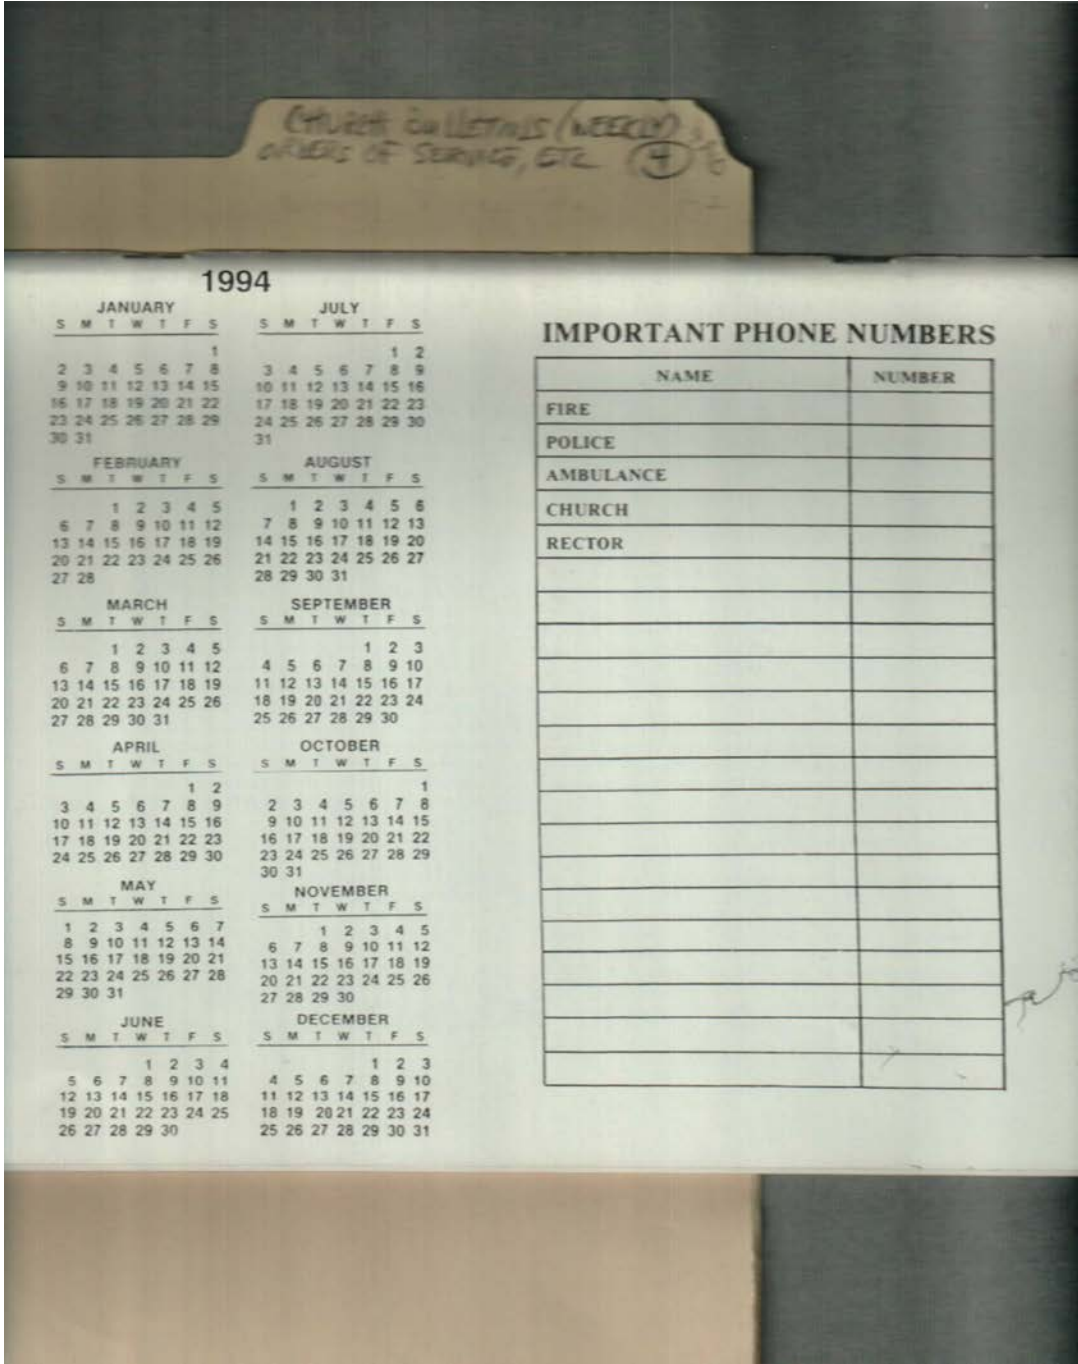 CHURCH BULLETINS (WEEKLY)
ORDERS OF SERVICE, ETC 4
1994
JANUARY
S M T W T F S
1
2 3 4 5 6 7 8
9 10 11 12 13 14 15
16 17 18 19 20 21 22
23 24 25 26 27 28 29
30 31
FEBRUARY
S M T W T F S
1 2 3 4 5
6 7 8 9 10 11 12
13 14 15 16 17 18 19
20 21 22 23 24 25 26
27 28
MARCH
S M T W T F S
1 2 3 4 5
6 7 8 9 10 11 12
13 14 15 16 17 18 19
20 21 22 23 24 25 26
27 28 29 30 31
APRIL
S M T W T F S
1 2
3 4 5 6 7 8 9
10 11 12 13 14 15 16
17 18 19 20 21 22 23
24 25 26 27 28 29 30
MAY
S M T W T F S
1 2 3 4 5 6 7
8 9 10 11 12 13 14
15 16 17 18 19 20 21
22 23 24 25 26 27 28
29 30 31
JUNE
S M T W T F S
1 2 3 4
5 6 7 8 9 10 11
12 13 14 15 16 17 18
19 20 21 22 23 24 25
26 27 28 29 30
JULY
S M T W T F S
1 2
3 4 5 6 7 8 9
10 11 12 13 14 15 16
17 18 19 20 21 22 23
24 25 26 27 28 29 30
31
AUGUST
S M T W T F S
1 2 3 4 5 6
7 8 9 10 11 12 13
14 15 16 17 18 19 20
21 22 23 24 25 26 27
28 29 30 31
SEPTEMBER
S M T W T F S
1 2 3
4 5 6 7 8 9 10
11 12 13 14 15 16 17
18 19 20 21 22 23 24
25 26 27 28 29 30
OCTOBER
S M T W T F S
1
2 3 4 5 6 7 8
9 10 11 12 13 14 15
16 17 18 19 20 21 22
23 24 25 26 27 28 29
30 31
NOVEMBER
S M T W T F S
1 2 3 4 5
6 7 8 9 10 11 12
13 14 15 16 17 18 19
20 21 22 23 24 25 26
27 28 29 30
DECEMBER
S M T W T F S
1 2 3
4 5 6 7 8 9 10
11 12 13 14 15 16 17
18 19 20 21 22 23 24
25 26 27 28 29 30 31
IMPORTANT PHONE NUMBERS
NAME NUMBER
FIRE
POLICE
AMBULANCE
CHURCH
RECTOR